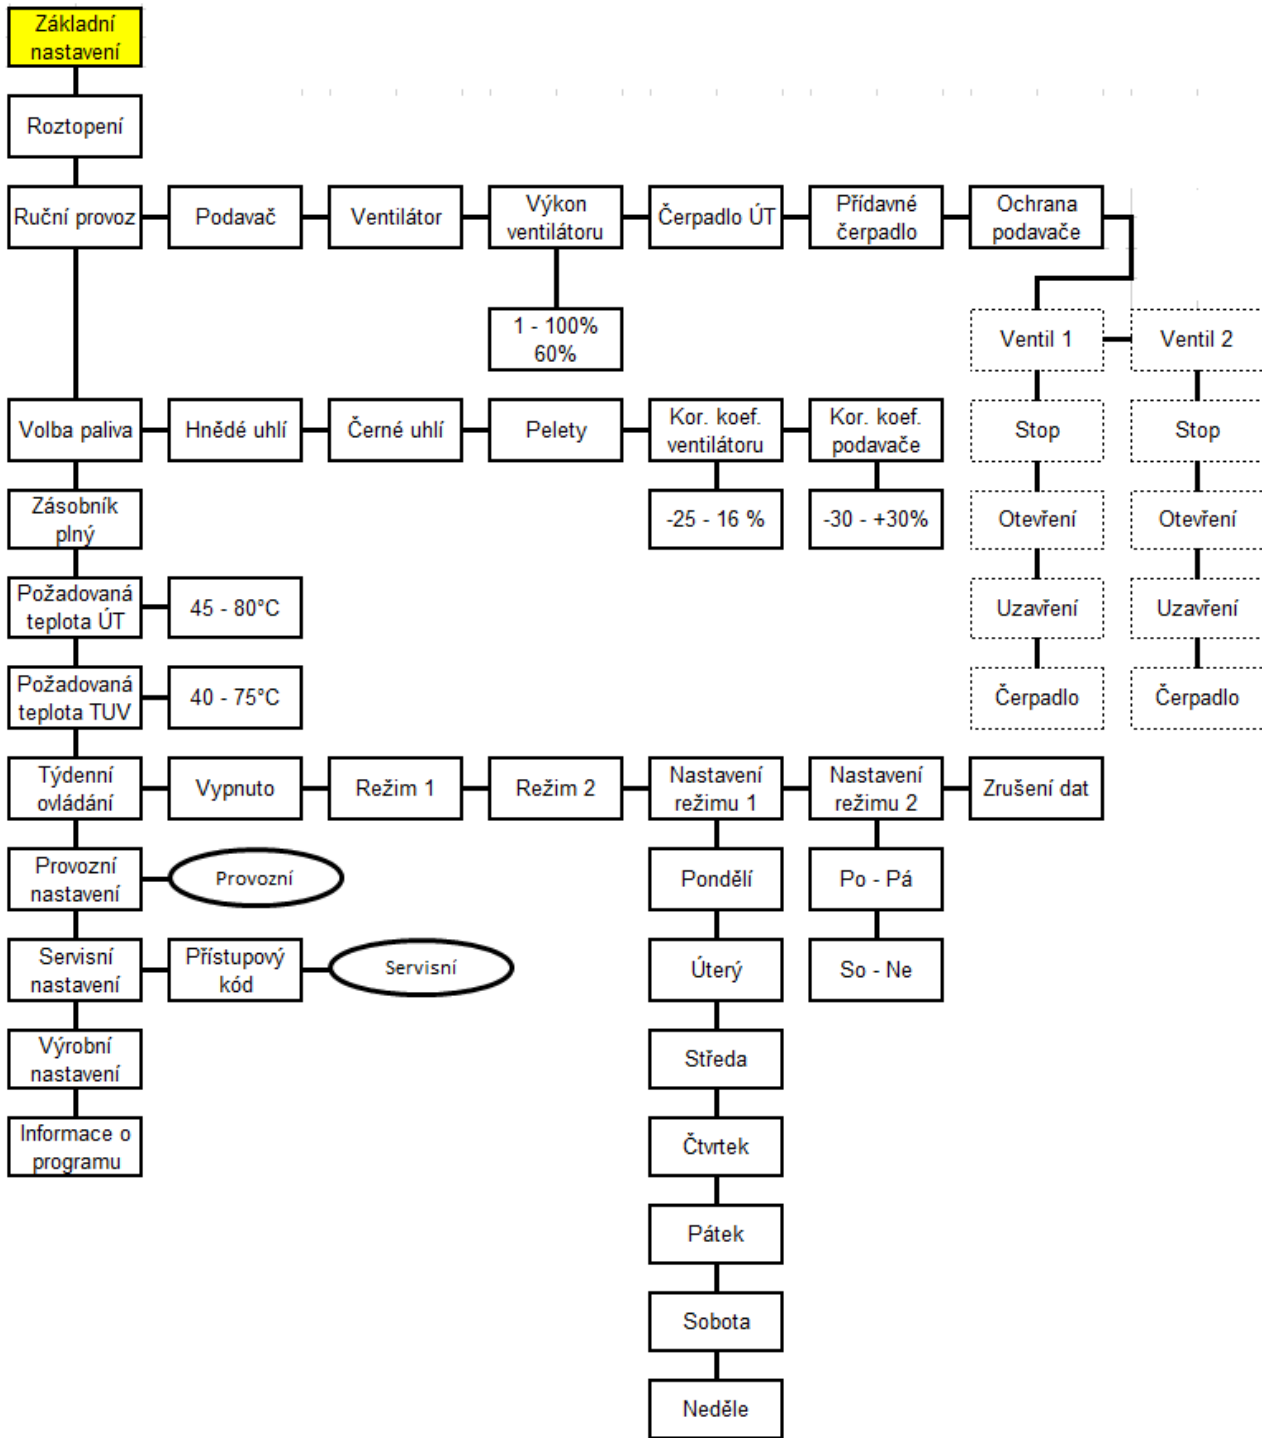 Základní
nastavení
Roztopení
Ruční provoz
Podavač
Ventilátor
Výkon
ventilátoru
Čerpadlo ÚT
Přídavné
čerpadlo
Ochrana
podavače
1 - 100%
60%
Ventil 1
Ventil 2
Volba paliva
Hnědé uhlí
Černé uhlí
Pelety
Kor. koef.
ventilátoru
Kor. koef.
podavače
Stop
Stop
Zásobník
plný
-25 - 16 %
-30 - +30%
Otevření
Otevření
Požadovaná
teplota ÚT
45 - 80°C
Uzavření
Uzavření
Požadovaná
teplota TUV
40 - 75°C
Čerpadlo
Čerpadlo
Týdenní
ovládání
Vypnuto
Režim 1
Režim 2
Nastavení
režimu 1
Nastavení
režimu 2
Zrušení dat
Provozní
nastavení
Provozní
Pondělí
Po - Pá
Servisní
nastavení
Přístupový
kód
Servisní
Úterý
So - Ne
Výrobní
nastavení
Středa
Informace o
programu
Čtvrtek
Pátek
Sobota
Neděle